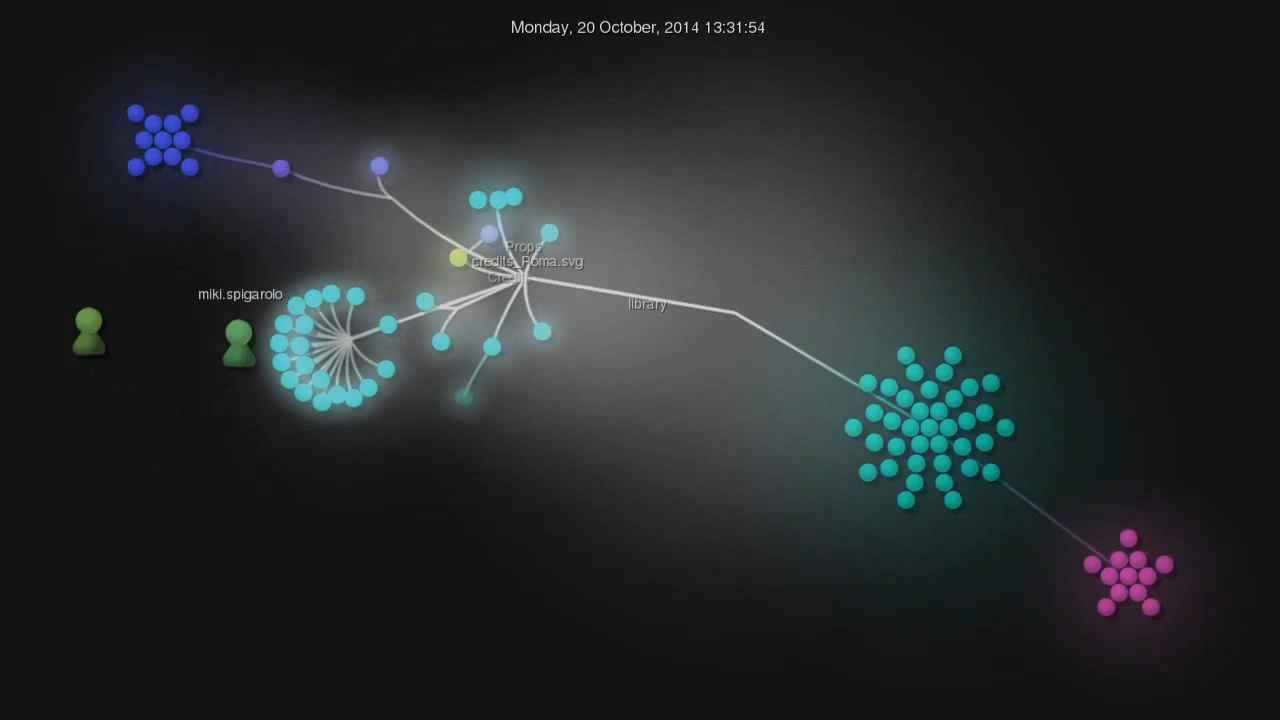 Monday, 20 October, 2014 13:31:54
Props
credits_Roma.svg
miki.spigarolo
library